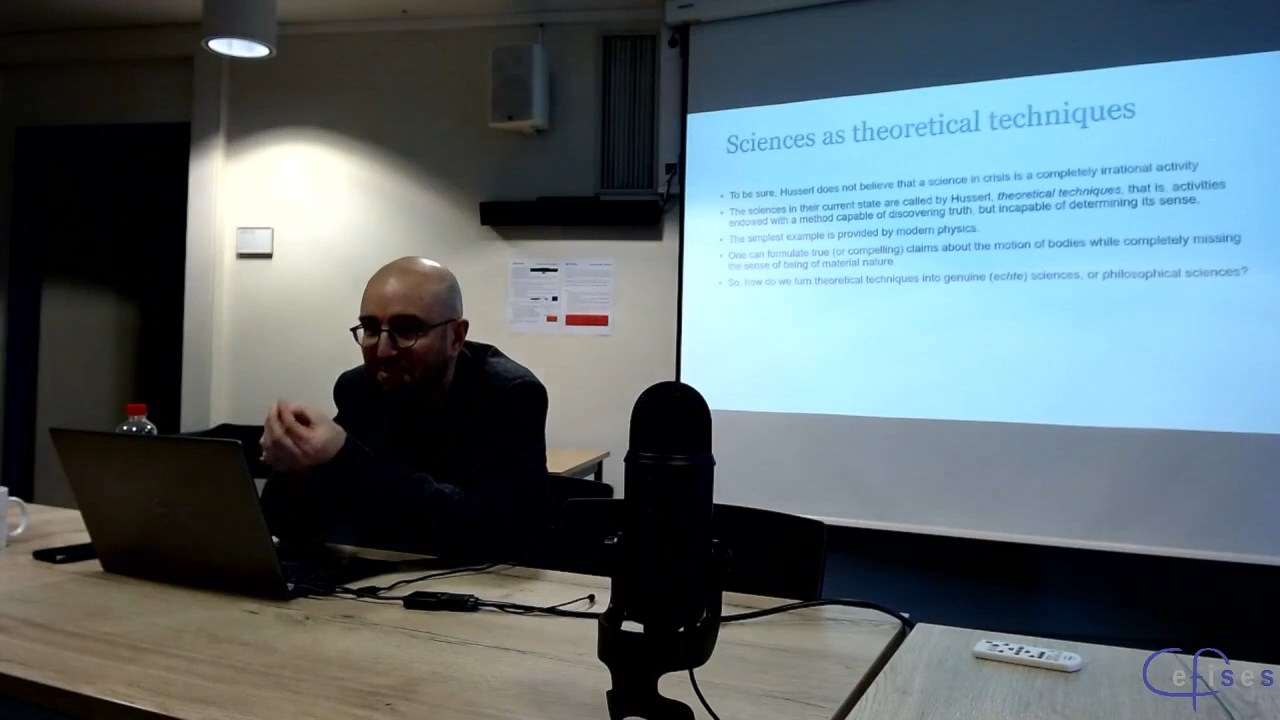 Sciences as theoretical techniques
To be sure, Husserl does not believe that a science in crisis is a completely irrational activity
The sciences in their current state are called by Husserl, theoretical techniques, that is, activities
endowed with a method capable of discovering truth, but incapable of determining its sense.
The simplest example is provided by modern physics.
One can formulate true (or compelling) claims about the motion of bodies while completely missing
the sense of being of material nature.
So, how do we turn theoretical techniques into genuine (echte) sciences, or philosophical sciences?
Cefises